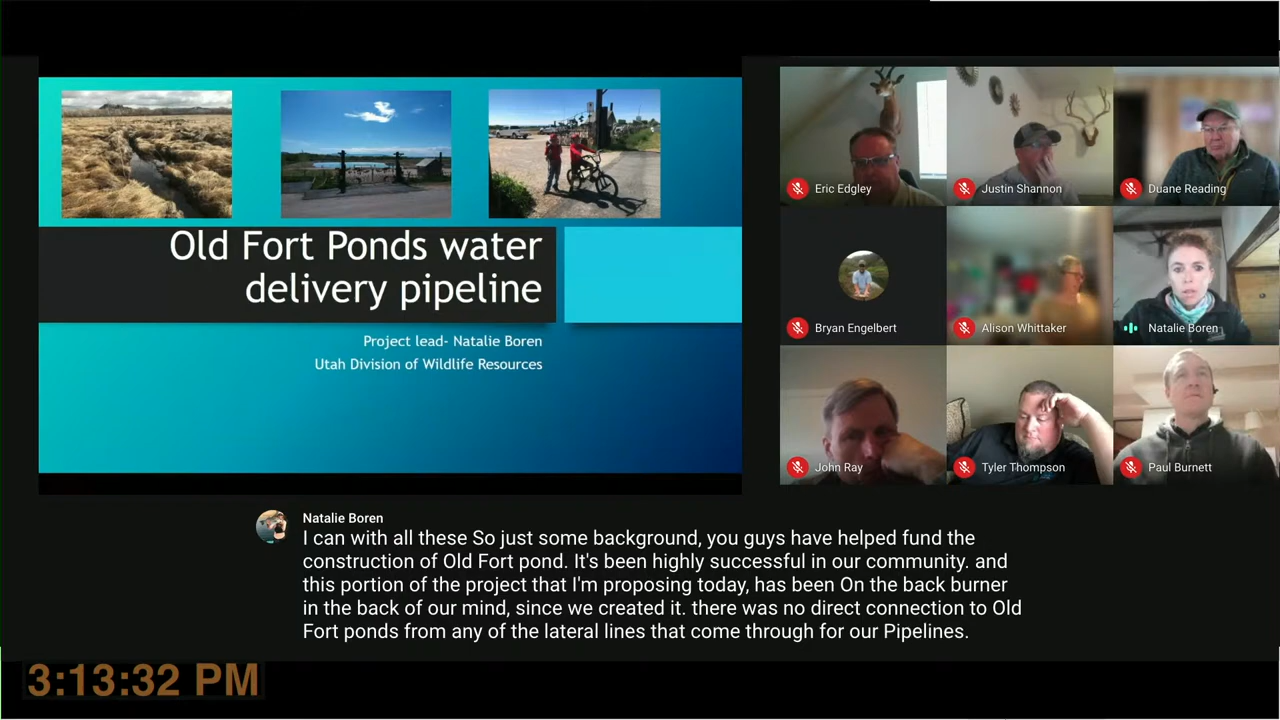 Old Fort Ponds water
delivery pipeline
Project lead- Natalie Boren
Utah Division of Wildlife Resources
Eric Edgley
Justin Shannon
Duane Reading
Bryan Engelbert
Alison Whittaker
Natalie Boren
John Ray
Tyler Thompson
Paul Burnett
Natalie Boren
I can with all these So just some background, you guys have helped fund the
construction of Old Fort pond. It's been highly successful in our community. and
this portion of the project that I'm proposing today, has been On the back burner
in the back of our mind, since we created it. there was no direct connection to Old
Fort ponds from any of the lateral lines that come through for our Pipelines.
3:13:32 PM